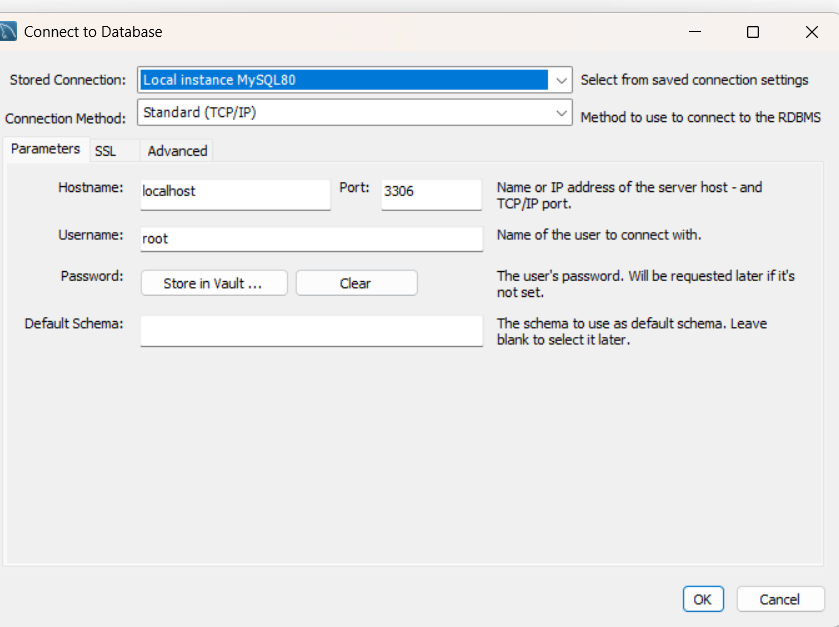 Connect to Database
Stored Connection: Local instance MySQL80 Select from saved connection settings
Connection Method: Standard (TCP/IP) Method to use to connect to the RDBMS
Parameters SSL Advanced
Hostname: localhost Port: 3306 Name or IP address of the server host - and
TCP/IP port.
Username: root Name of the user to connect with.
Password: Store in Vault ... Clear The user's password. Will be requested later if it's
not set.
Default Schema: The schema to use as default schema. Leave
blank to select it later.
OK Cancel